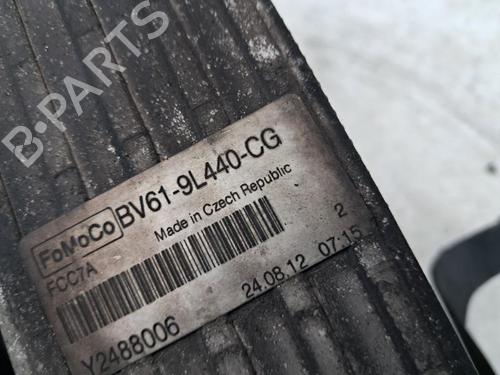 B-PARTS
FoMoCo BV61-9L440-CG
Made in Czech Republic
FCC7A
2
24.08.12 07:15
Y2488006